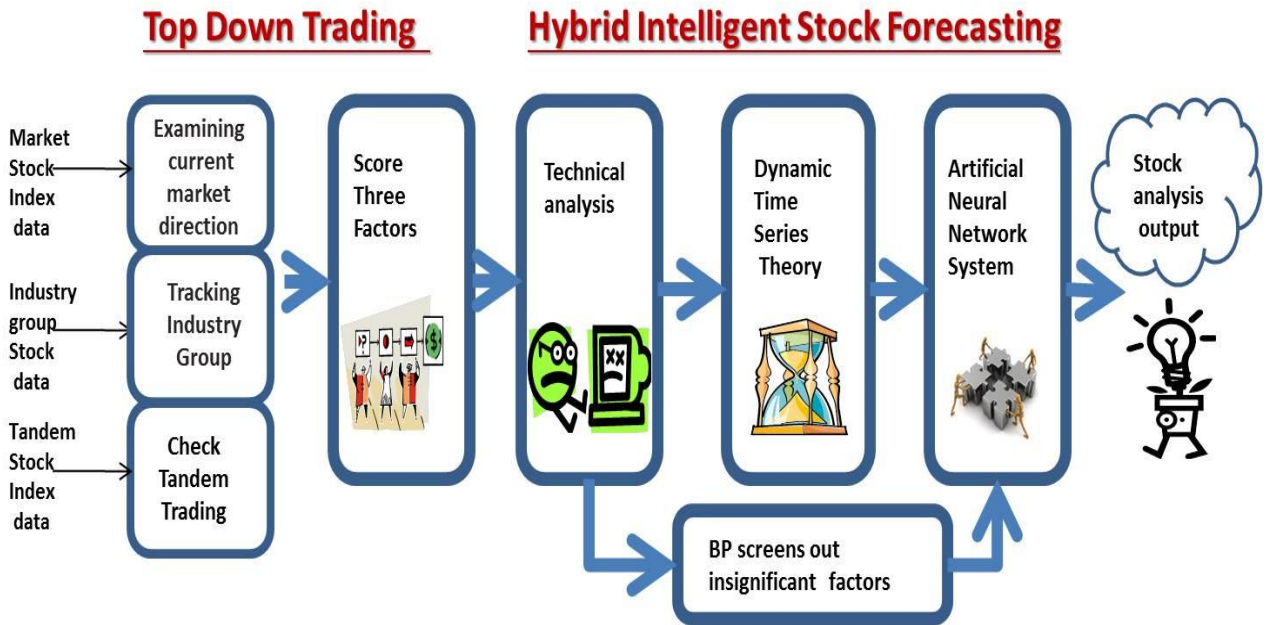 Top Down Trading
Hybrid Intelligent Stock Forecasting
Market
Stock
Index
data
Examining
current
market
direction
Industry
group
Stock
data
Tracking
Industry
Group
Tandem
Stock
Index
data
Check
Tandem
Trading
Score
Three
Factors
?
$
Technical
analysis
Dynamic
Time
Series
Theory
Artificial
Neural
Network
System
Stock
analysis
output
BP screens out
insignificant factors